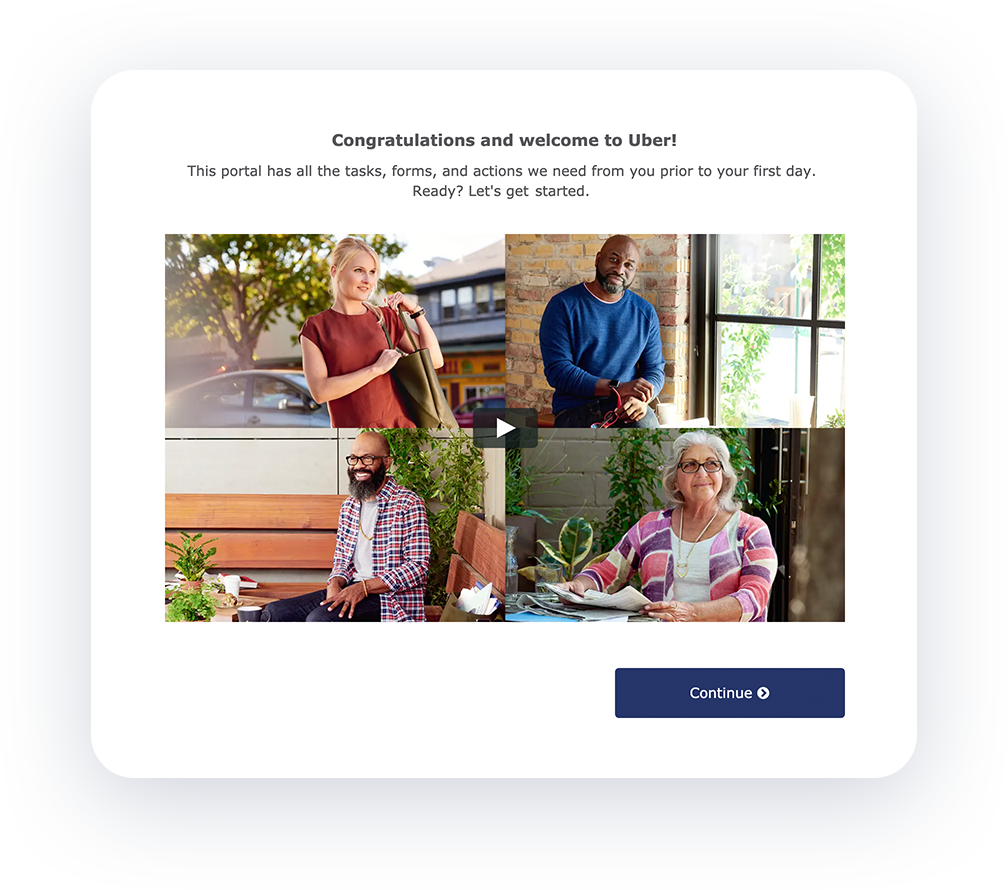 Congratulations and welcome to Uber!
This portal has all the tasks, forms, and actions we need from you prior to your first day.
Ready? Let's get started.
Continue